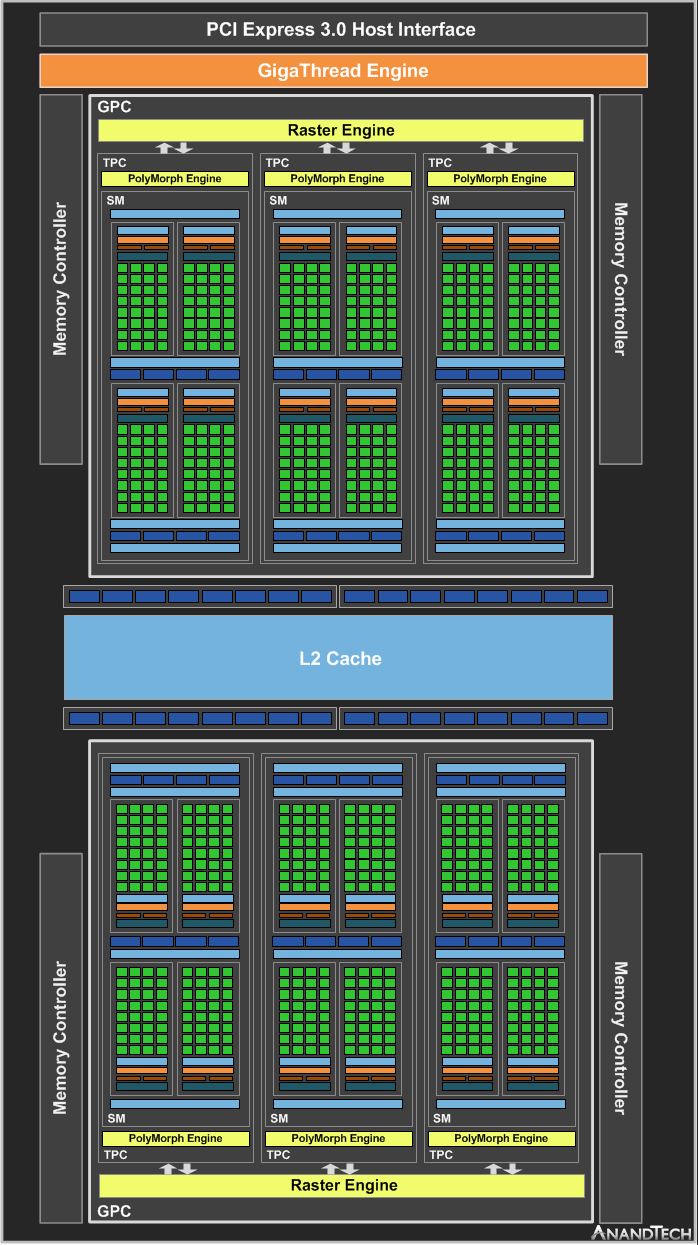 PCI Express 3.0 Host Interface
GigaThread Engine
GPC
Raster Engine
TPC
TPC
TPC
PolyMorph Engine
PolyMorph Engine
PolyMorph Engine
SM
SM
SM
Memory Controller
Memory Controller
L2 Cache
Memory Controller
Memory Controller
SM
SM
SM
PolyMorph Engine
PolyMorph Engine
PolyMorph Engine
TPC
TPC
TPC
Raster Engine
GPC
ANANDTECH